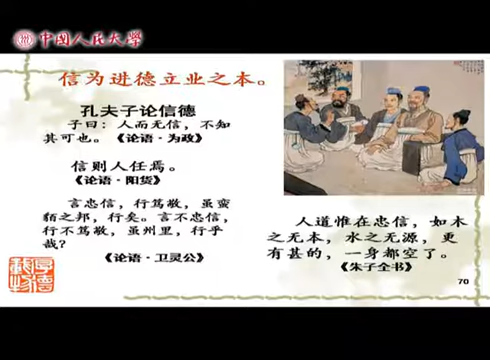 中国人民大学
信为进德立业之本。
孔夫子论信德
子曰：人而无信，不知
其可也。《论语·为政》
信则人任焉。
《论语·阳货》
言忠信，行笃敬，虽蛮
貊之邦，行矣。言不忠信，
行不笃敬，虽州里，行乎
哉？
《论语·卫灵公》
人道惟在忠信，如木
之无本，水之无源，更
有甚的，一身都空了。
《朱子全书》
70